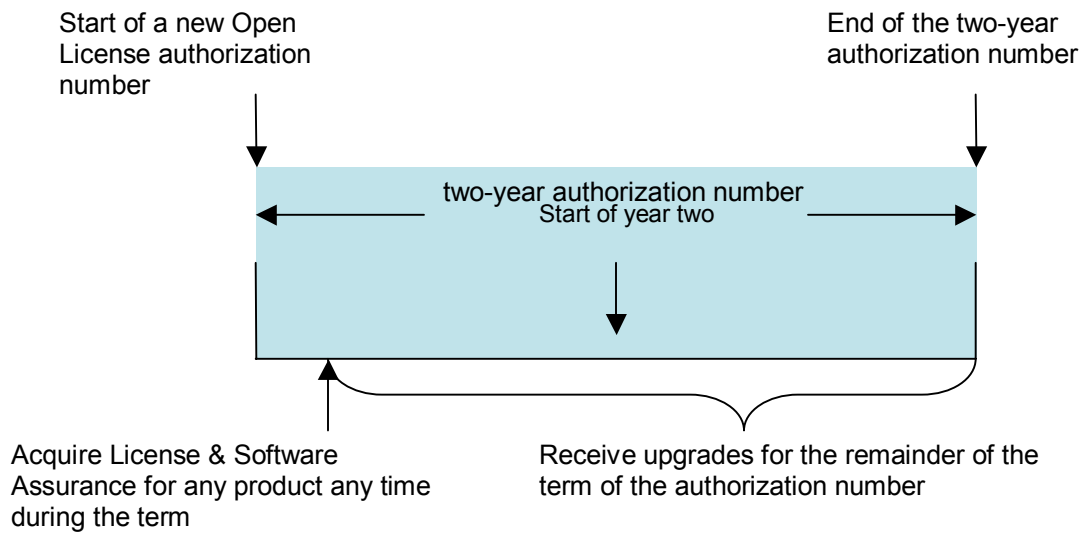 Start of a new Open
License authorization
number
End of the two-year
authorization number
two-year authorization number
Start of year two
Acquire License & Software
Assurance for any product any time
during the term
Receive upgrades for the remainder of the
term of the authorization number